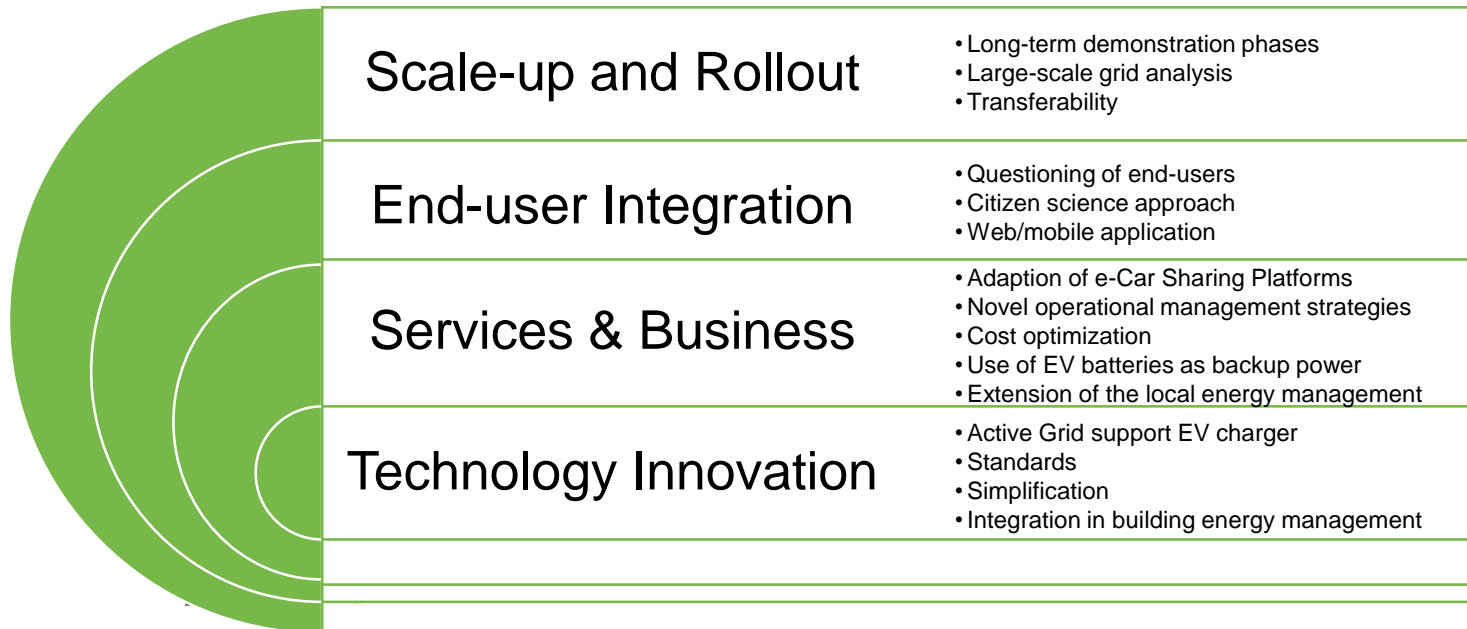 Scale-up and Rollout
• Long-term demonstration phases
• Large-scale grid analysis
• Transferability
End-user Integration
• Questioning of end-users
• Citizen science approach
• Web/mobile application
Services & Business
• Adaption of e-Car Sharing Platforms
• Novel operational management strategies
• Cost optimization
• Use of EV batteries as backup power
• Extension of the local energy management
Technology Innovation
• Active Grid support EV charger
• Standards
• Simplification
• Integration in building energy management